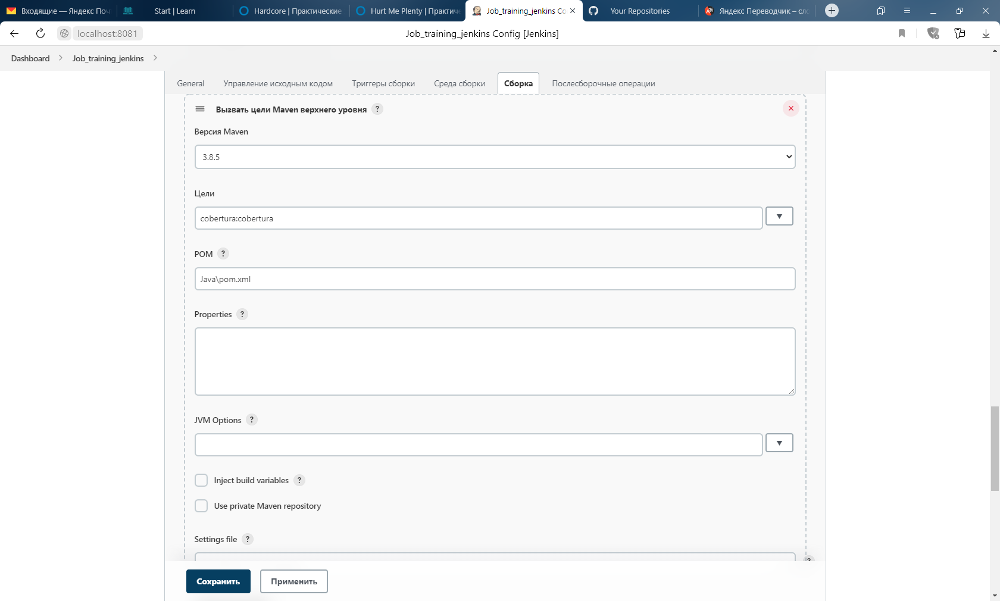 Входящие — Яндекс Поч
Start | Learn
Hardcore | Практические
Hurt Me Plenty | Практиче
Job_training_jenkins Co
Your Repositories
Яндекс Переводчик – сло
localhost:8081
Job_training_jenkins Config [Jenkins]
Dashboard
Job_training_jenkins
General
Управление исходным кодом
Триггеры сборки
Среда сборки
Сборка
Послесборочные операции
Вызвать цели Maven верхнего уровня ?
Версия Maven
3.8.5
Цели
cobertura:cobertura
POM ?
Java\pom.xml
Properties ?
JVM Options ?
Inject build variables ?
Use private Maven repository
Settings file ?
?
Сохранить
Применить